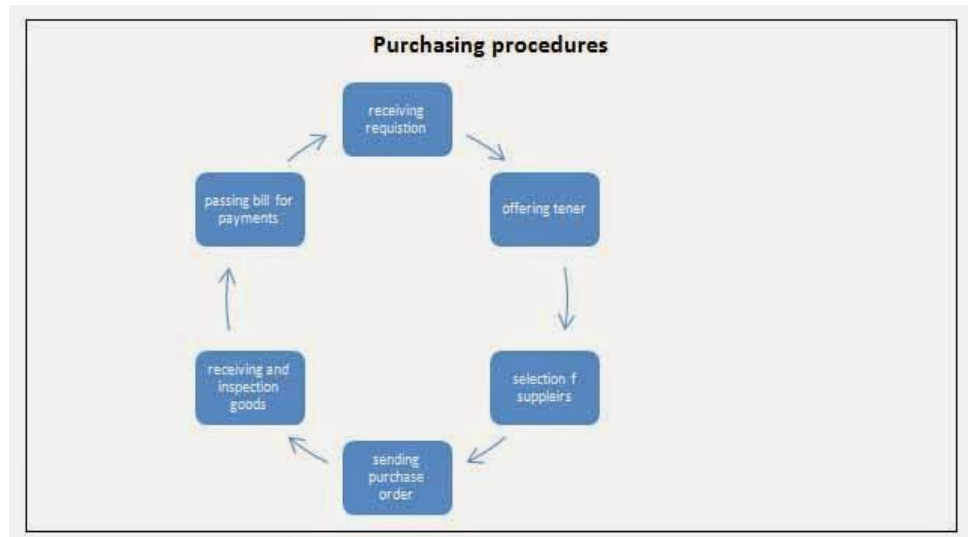 Purchasing procedures
receiving
requistion
offering tener
selection f
suppleirs
sending
purchase
order
receiving and
inspection
goods
passing bill for
payments